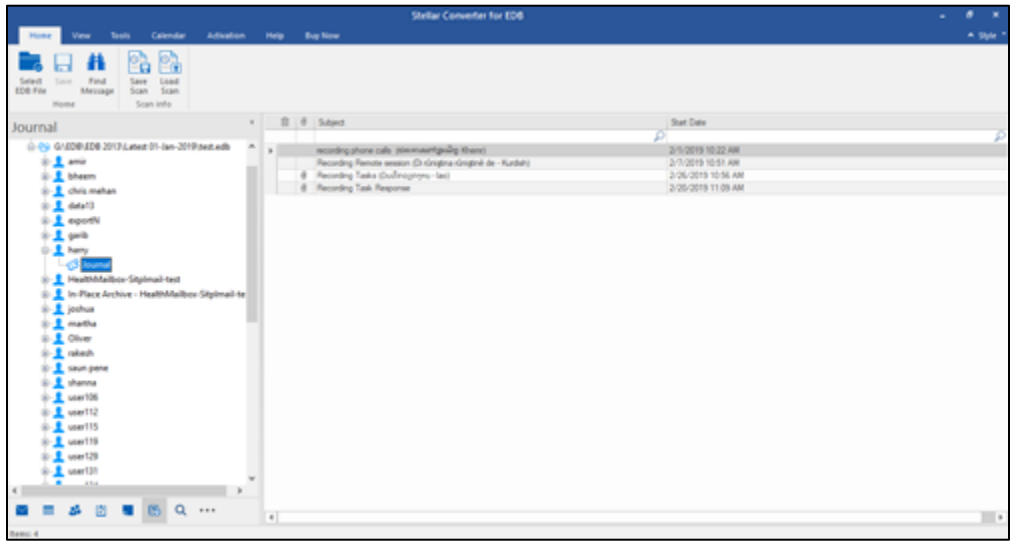 Stellar Converter for EDB
Home View Tools Calendar Activation Help Buy Now Style
Select EDB File Save Find Message Save Scan Load Scan
Home Scan info
Journal
G:\EDB\EDB 2013\Latest 01-Jan-2019\test.edb
amir
bheem
chris mehan
data13
exportN
garib
harry
Journal
HealthMailbox-Sitplmail-test
In-Place Archive - HealthMailbox-Sitplmail-te
joshua
martha
Oliver
rakesh
saun pene
shanna
user106
user112
user115
user119
user129
user131
Subject Start Date
recording phone calls Khmer) 2/1/2019 10:22 AM
Recording Remote session - Kurdish) 2/7/2019 10:51 AM
Recording Tasks - lao) 2/26/2019 10:56 AM
Recording Task Response 2/20/2019 11:09 AM
Items: 4